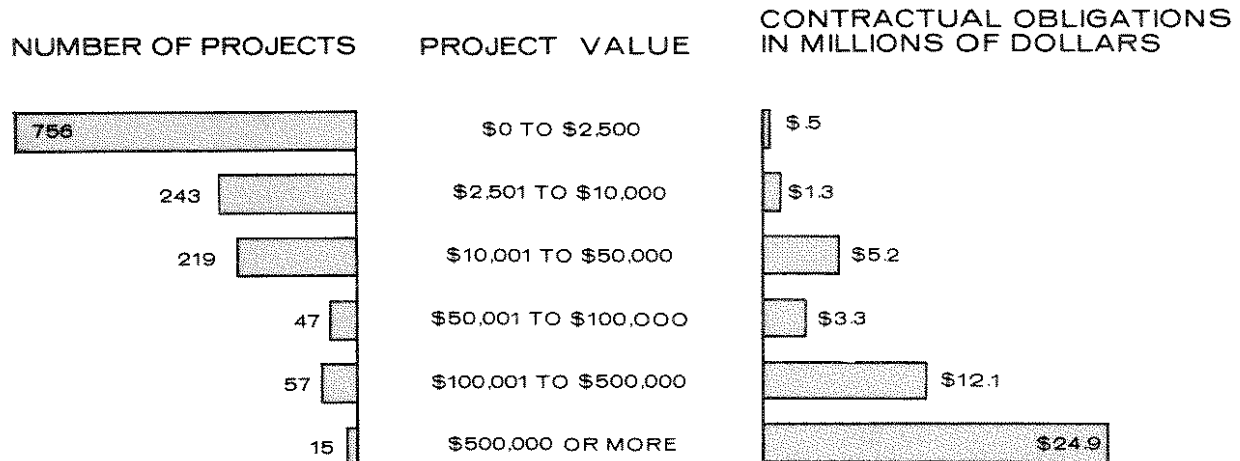 NUMBER OF PROJECTS
PROJECT VALUE
CONTRACTUAL OBLIGATIONS
IN MILLIONS OF DOLLARS
756
$0 TO $2,500
$.5
243
$2,501 TO $10,000
$1.3
219
$10,001 TO $50,000
$5.2
47
$50,001 TO $100,000
$3.3
57
$100,001 TO $500,000
$12.1
15
$500,000 OR MORE
$24.9